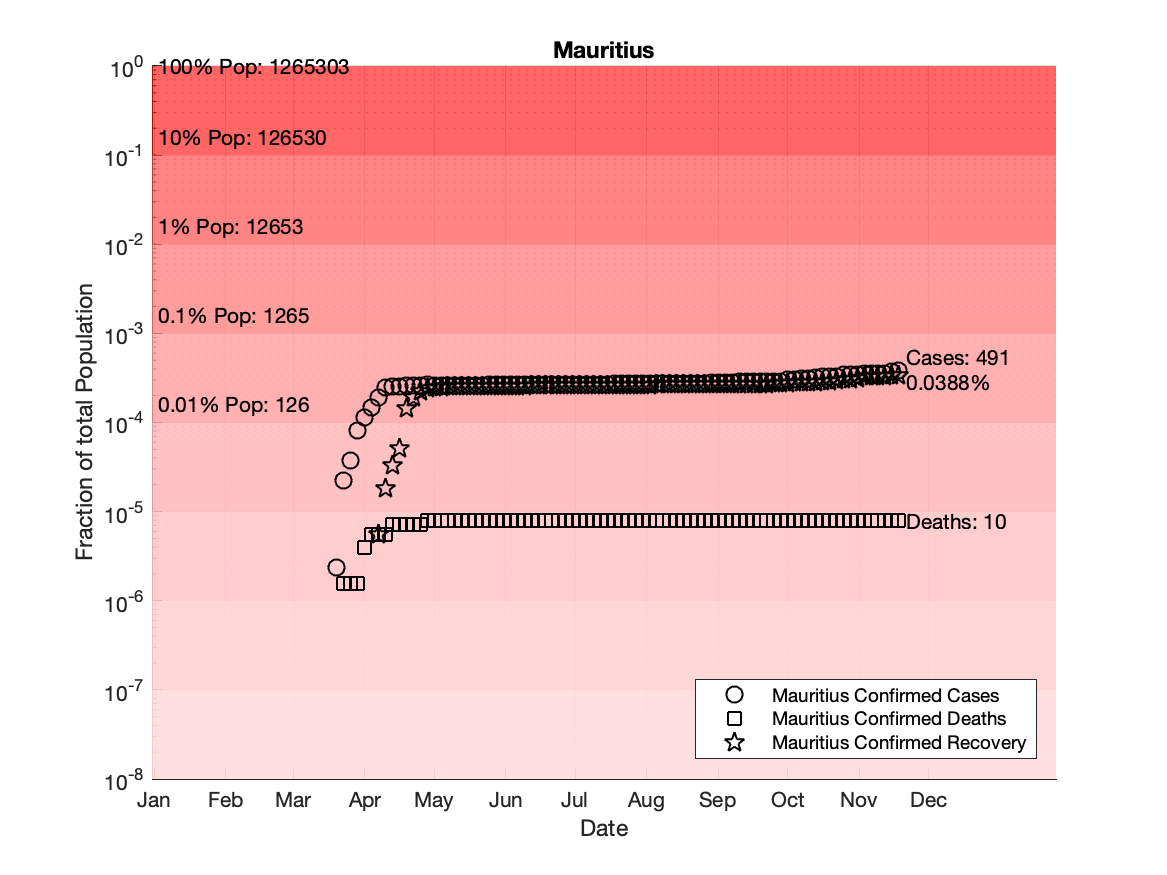 Mauritius
10^0
100% Pop: 1265303
10% Pop: 126530
10^-1
1% Pop: 12653
10^-2
0.1% Pop: 1265
10^-3
Cases: 491
0.0388%
0.01% Pop: 126
10^-4
10^-5
Deaths: 10
10^-6
10^-7
10^-8
Fraction of total Population
Mauritius Confirmed Cases
Mauritius Confirmed Deaths
Mauritius Confirmed Recovery
Jan Feb Mar Apr May Jun Jul Aug Sep Oct Nov Dec
Date